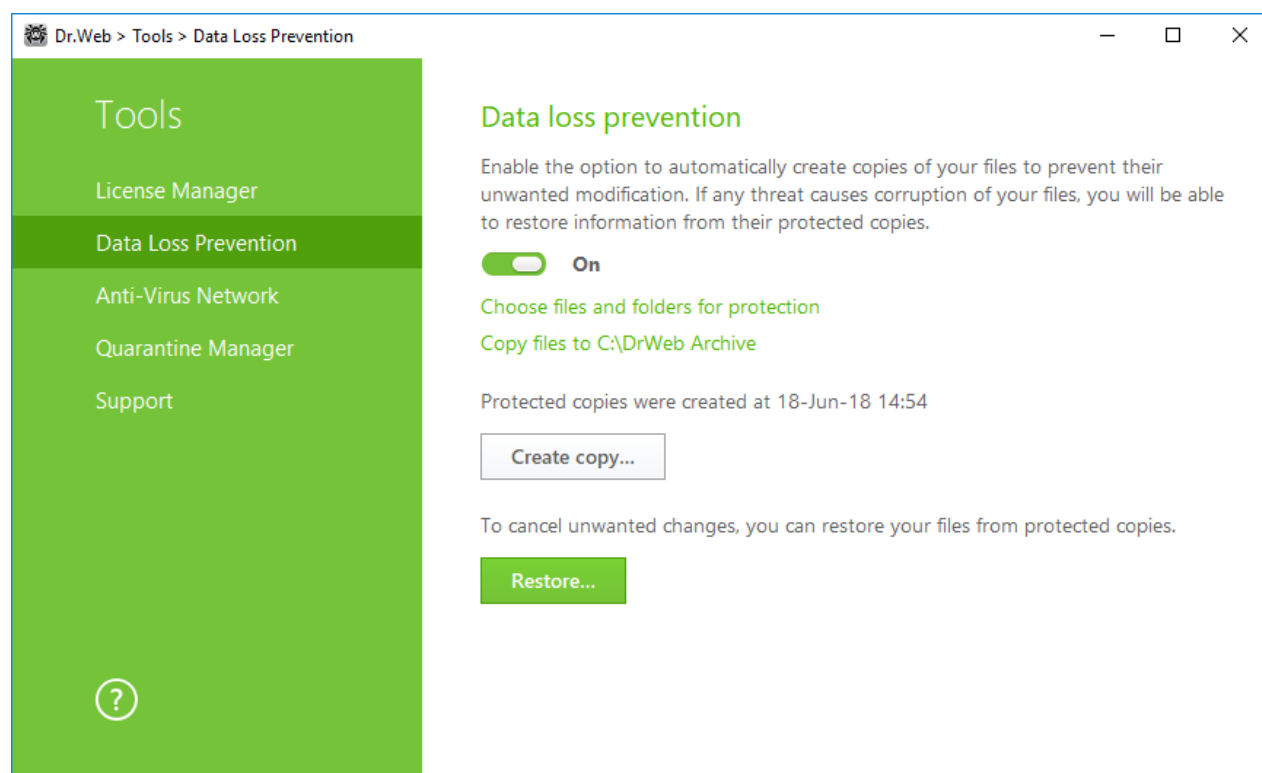 Dr.Web > Tools > Data Loss Prevention
Tools
License Manager
Data Loss Prevention
Anti-Virus Network
Quarantine Manager
Support
?
Data loss prevention
Enable the option to automatically create copies of your files to prevent their
unwanted modification. If any threat causes corruption of your files, you will be able
to restore information from their protected copies.
On
Choose files and folders for protection
Copy files to C:\DrWeb Archive
Protected copies were created at 18-Jun-18 14:54
Create copy...
To cancel unwanted changes, you can restore your files from protected copies.
Restore...